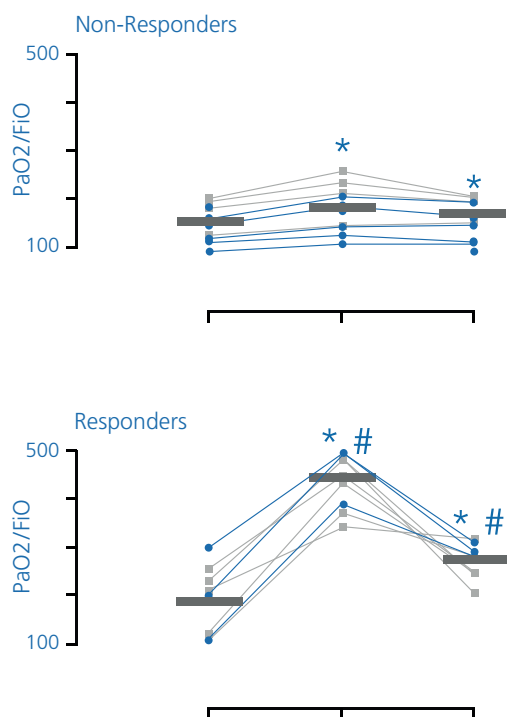 Non-Responders
500
PaO2/FiO
*
*
100
Responders
500
* #
* #
PaO2/FiO
100